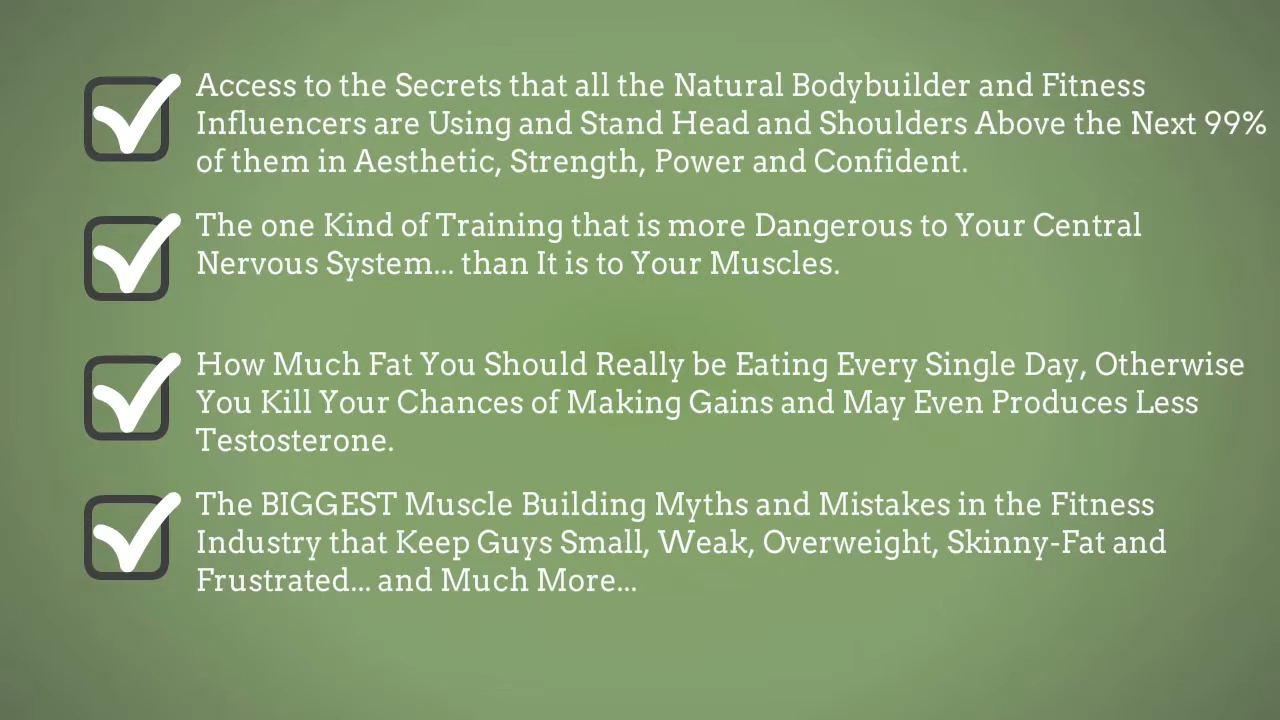 Access to the Secrets that all the Natural Bodybuilder and Fitness
Influencers are Using and Stand Head and Shoulders Above the Next 99%
of them in Aesthetic, Strength, Power and Confident.
The one Kind of Training that is more Dangerous to Your Central
Nervous System... than It is to Your Muscles.
How Much Fat You Should Really be Eating Every Single Day, Otherwise
You Kill Your Chances of Making Gains and May Even Produces Less
Testosterone.
The BIGGEST Muscle Building Myths and Mistakes in the Fitness
Industry that Keep Guys Small, Weak, Overweight, Skinny-Fat and
Frustrated... and Much More...